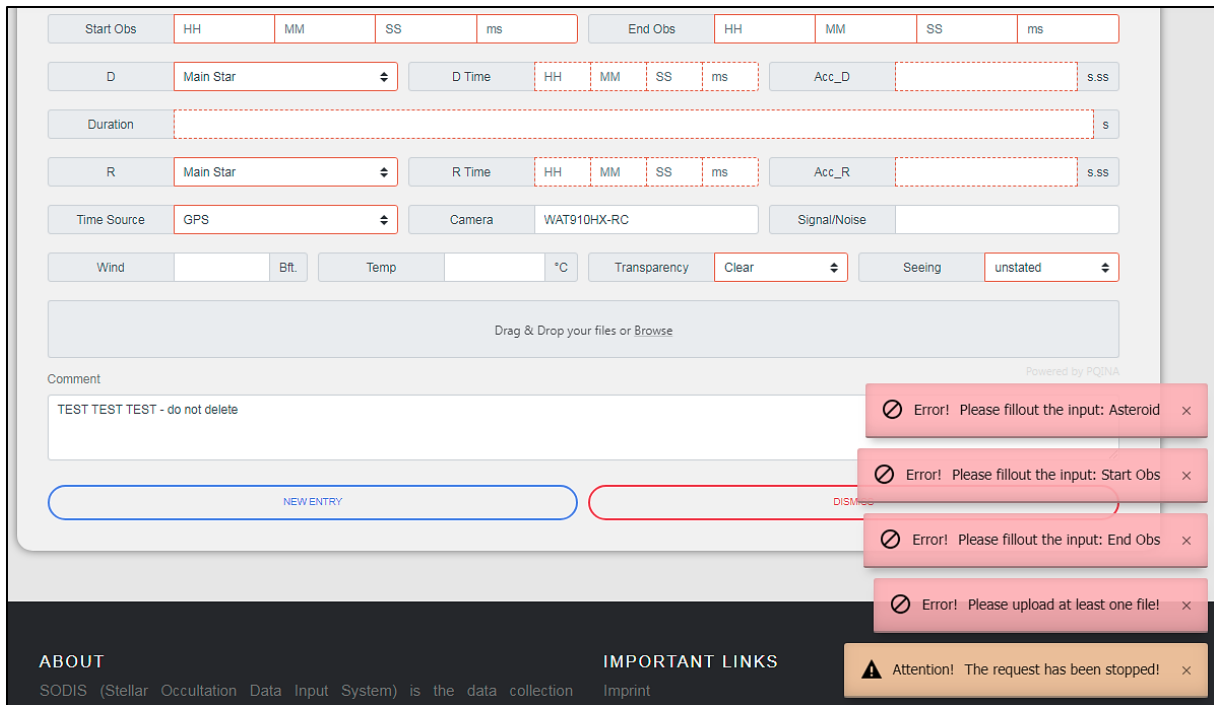 Start Obs HH MM SS ms End Obs HH MM SS ms
D Main Star D Time HH MM SS ms Acc_D s.ss
Duration s
R Main Star R Time HH MM SS ms Acc_R s.ss
Time Source GPS Camera WAT910HX-RC Signal/Noise
Wind Bft. Temp °C Transparency Clear Seeing unstated
Drag & Drop your files or Browse
Powered by PQINA
Comment
TEST TEST TEST - do not delete
Error! Please fillout the input: Asteroid ×
Error! Please fillout the input: Start Obs ×
NEW ENTRY DISMISS
Error! Please fillout the input: End Obs ×
Error! Please upload at least one file! ×
Attention! The request has been stopped! ×
ABOUT IMPORTANT LINKS
SODIS (Stellar Occultation Data Input System) is the data collection Imprint